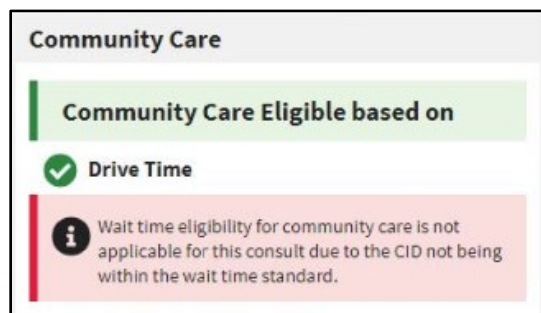 Community Care
Community Care Eligible based on
Drive Time
Wait time eligibility for community care is not
applicable for this consult due to the CID not being
within the wait time standard.